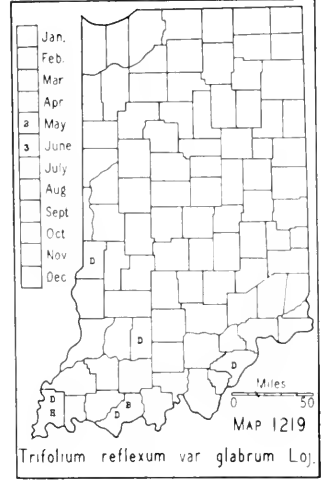 Jan.
Feb.
Mar
Apr
2 May
3 June
July
Aug
Sept
Oct
Nov
Dec
D
D
D
D
H
B
D
Miles
0 50
MAP 1219
Trifolium reflexum var glabrum Loj.